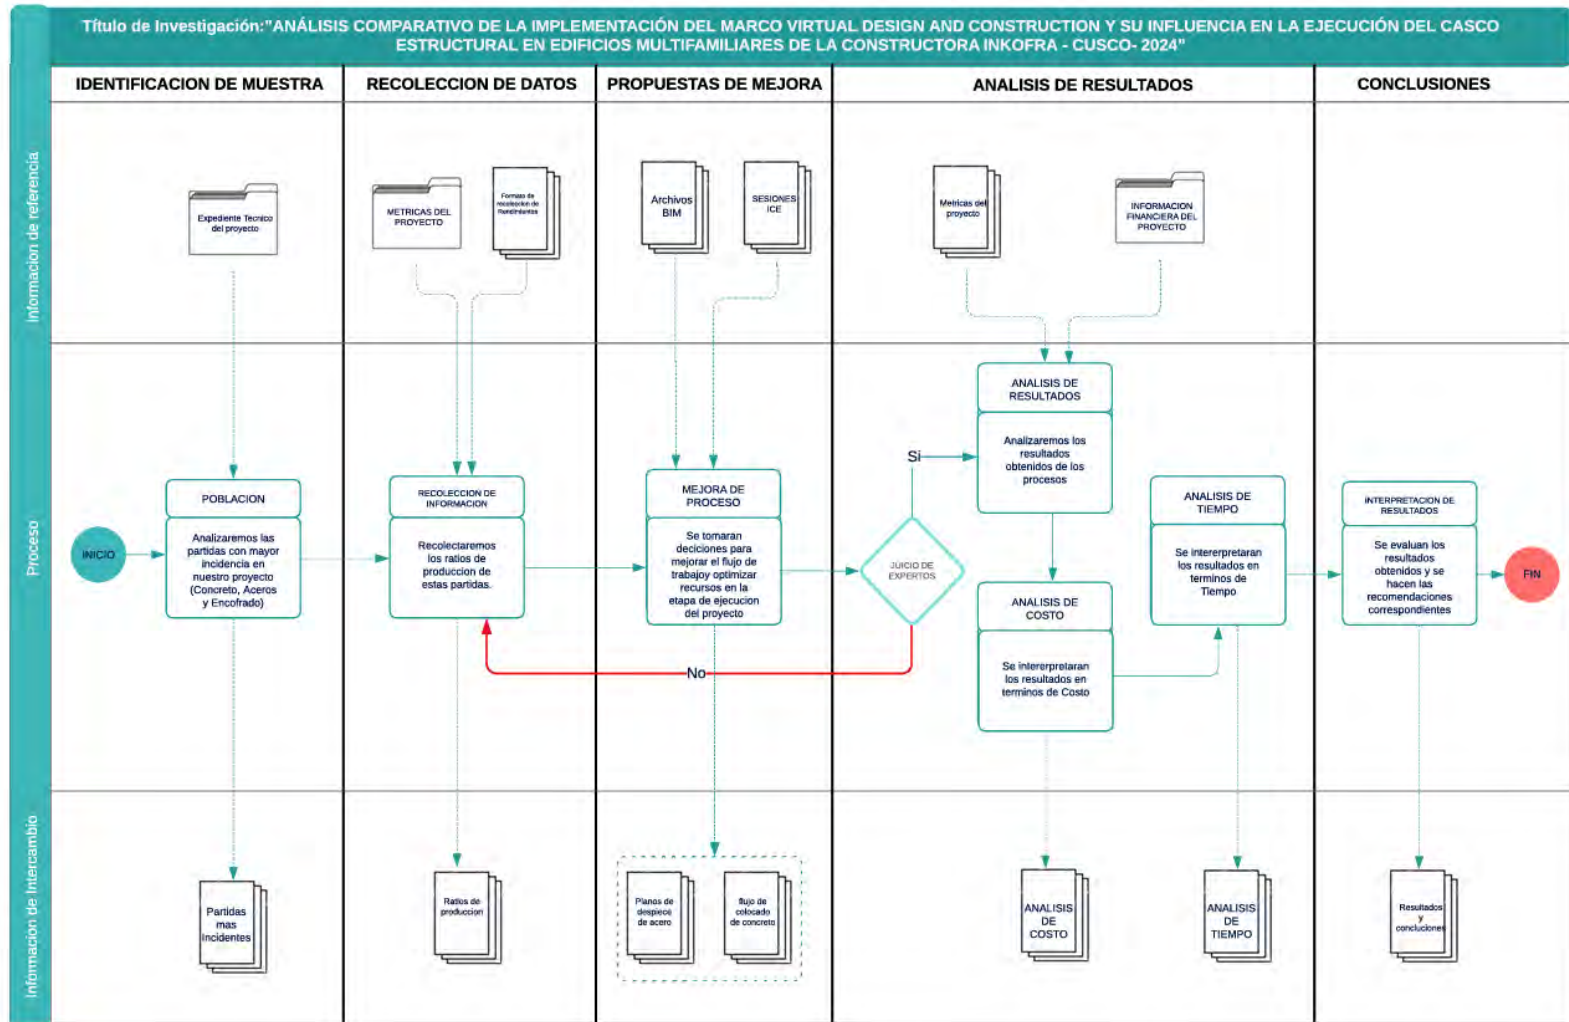 Título de Investigación:"ANÁLISIS COMPARATIVO DE LA IMPLEMENTACIÓN DEL MARCO VIRTUAL DESIGN AND CONSTRUCTION Y SU INFLUENCIA EN LA EJECUCIÓN DEL CASCO
ESTRUCTURAL EN EDIFICIOS MULTIFAMILIARES DE LA CONSTRUCTORA INKOFRA - CUSCO- 2024"
IDENTIFICACION DE MUESTRA
RECOLECCION DE DATOS
PROPUESTAS DE MEJORA
ANALISIS DE RESULTADOS
CONCLUSIONES
Informacion de referencia
Expediente Tecnico
del proyecto
METRICAS DEL
PROYECTO
Formato de
recoleccion de
Rendimientos
Archivos
BIM
SESIONES
ICE
Metricas del
proyecto
INFORMACION
FINANCIERA DEL
PROYECTO
Proceso
INICIO
POBLACION
Analizaremos las
partidas con mayor
incidencia en
nuestro proyecto
(Concreto, Aceros
y Encofrado)
RECOLECCION DE
INFORMACION
Recolectaremos
los ratios de
produccion de
estas partidas.
MEJORA DE
PROCESO
Se tomaran
decisiones para
mejorar el flujo de
trabajoy optimizar
recursos en la
etapa de ejecucion
del proyecto
JUICIO DE
EXPERTOS
Si
No
ANALISIS DE
RESULTADOS
Analizaremos los
resultados
obtenidos de los
procesos
ANALISIS DE
COSTO
Se intererpretaran
los resultados en
terminos de Costo
ANALISIS DE
TIEMPO
Se intererpretaran
los resultados en
terminos de
Tiempo
INTERPRETACION DE
RESULTADOS
Se evaluan los
resultados
obtenidos y se
hacen las
recomendaciones
correspondientes
FIN
Informacion de Intercambio
Partidas
mas
Incidentes
Ratios de
produccion
Planos de
despiece
de acero
flujo de
colocado
de concreto
ANALISIS
DE
COSTO
ANALISIS
DE
TIEMPO
Resultados
y
concluciones